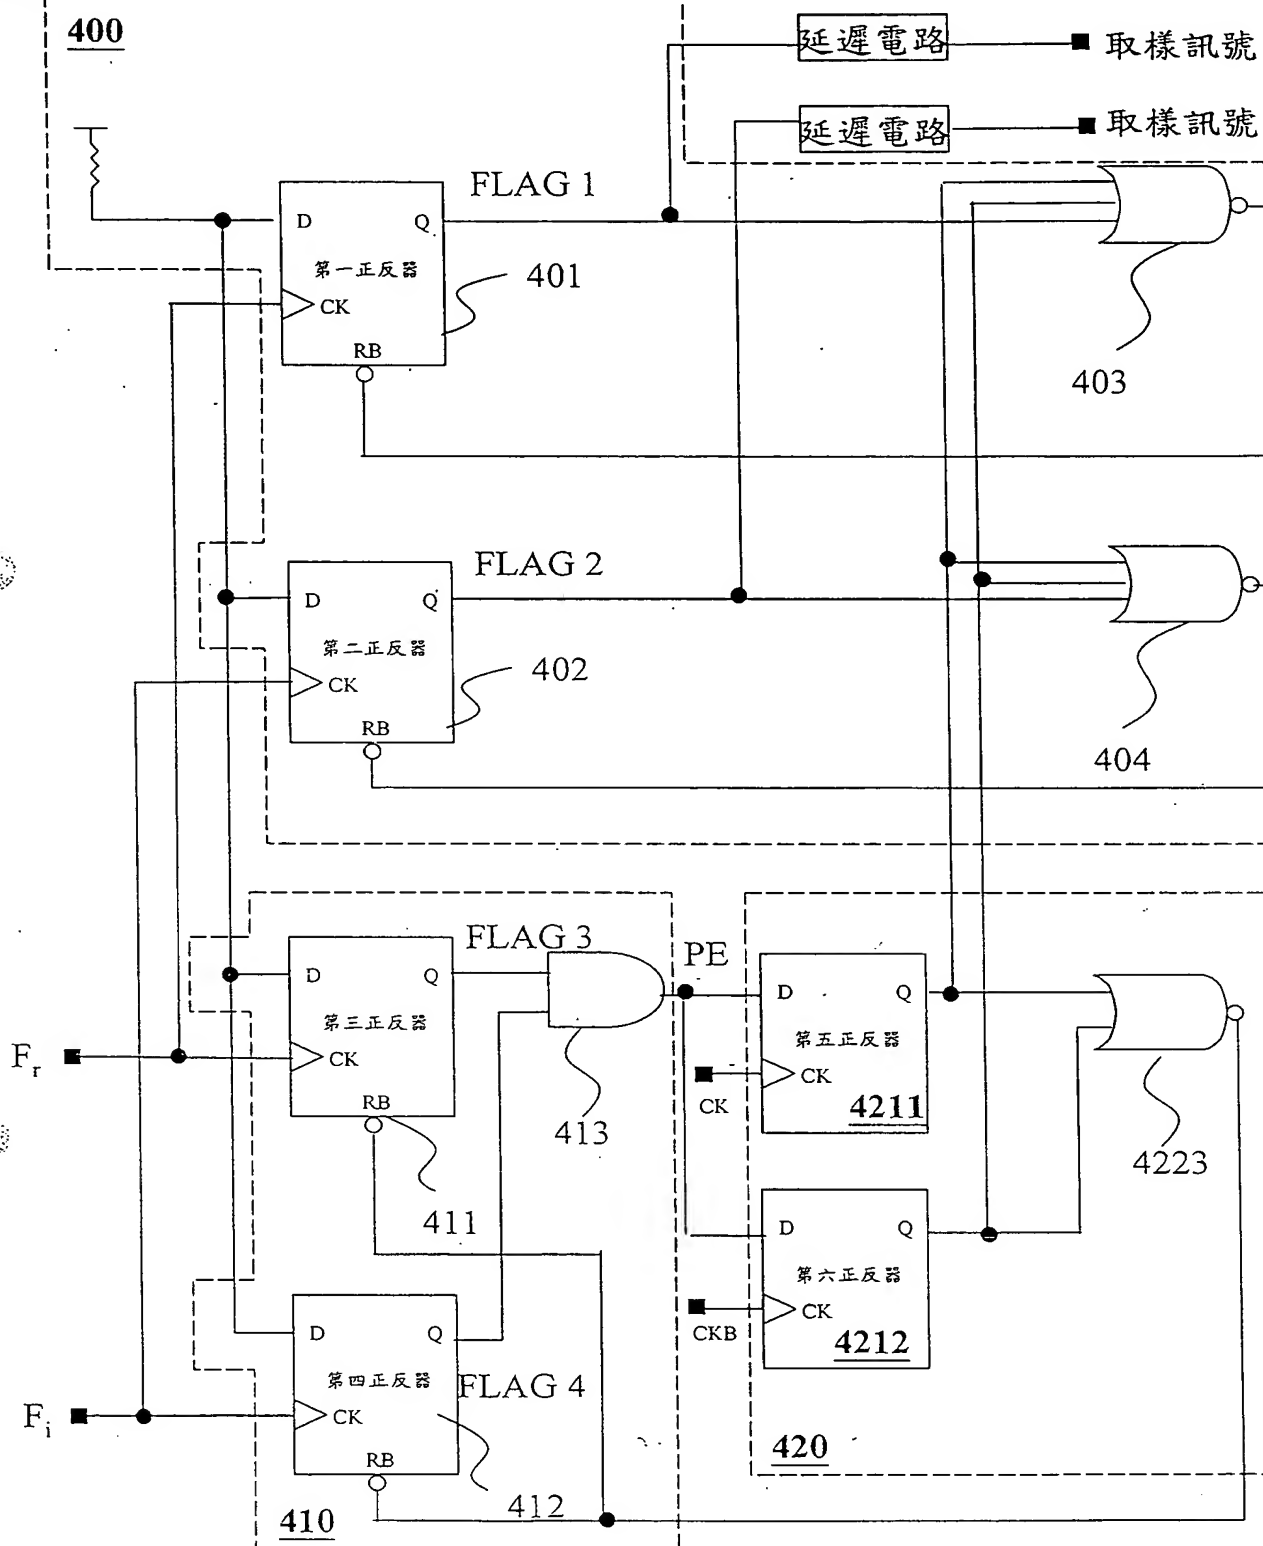 400
延遲電路
取樣訊號
延遲電路
取樣訊號
FLAG 1
D
Q
第一正反器
CK
RB
401
403
FLAG 2
D
Q
第二正反器
CK
RB
402
404
FLAG 3
D
Q
第三正反器
CK
RB
411
413
PE
D
Q
第五正反器
CK
4211
CK
4223
Fr
D
Q
第六正反器
CK
4212
CKB
D
Q
第四正反器
CK
RB
FLAG 4
412
Fi
410
420